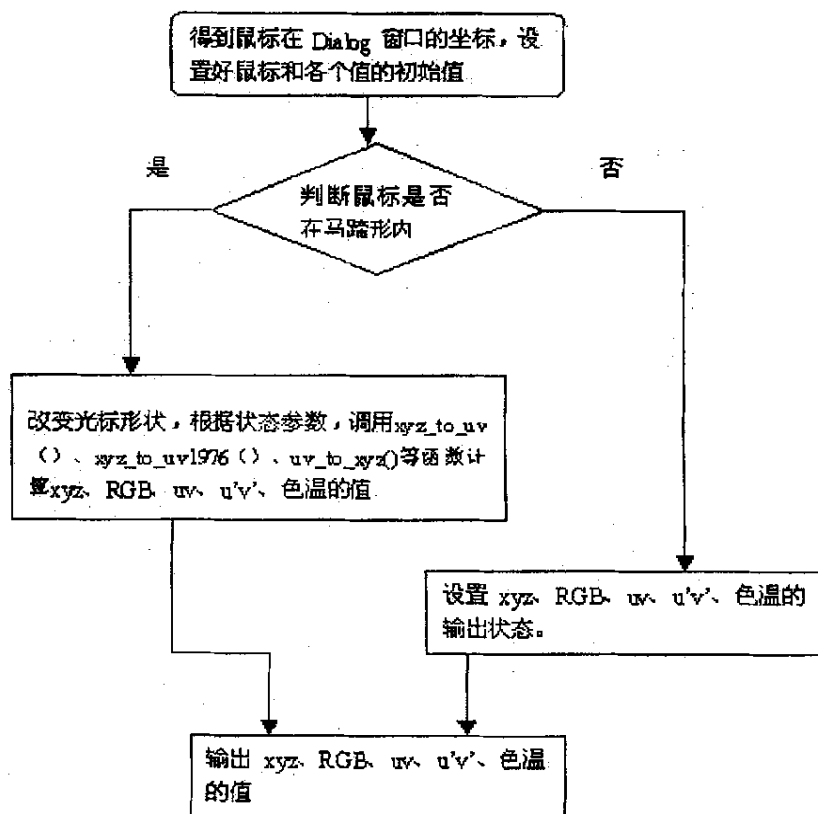 得到鼠标在 Dialog 窗口的坐标，设
置好鼠标和各个值的初始值
是
否
判断鼠标是否
在马蹄形内
改变光标形状，根据状态参数，调用xyz_to_uv
（）、xyz_to_uv1976（）、uv_to_xyz()等函数计
算xyz、RGB、uv、u'v'、色温的值
设置 xyz、RGB、uv、u'v'、色温的
输出状态。
输出 xyz、RGB、uv、u'v'、色温
的值